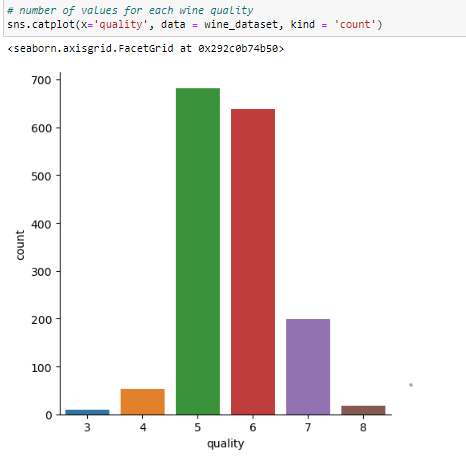 # number of values for each wine quality
sns.catplot(x='quality', data = wine_dataset, kind = 'count')
<seaborn.axisgrid.FacetGrid at 0x292c0b74b50>
700
600
500
400
300
200
100
0
count
3 4 5 6 7 8
quality